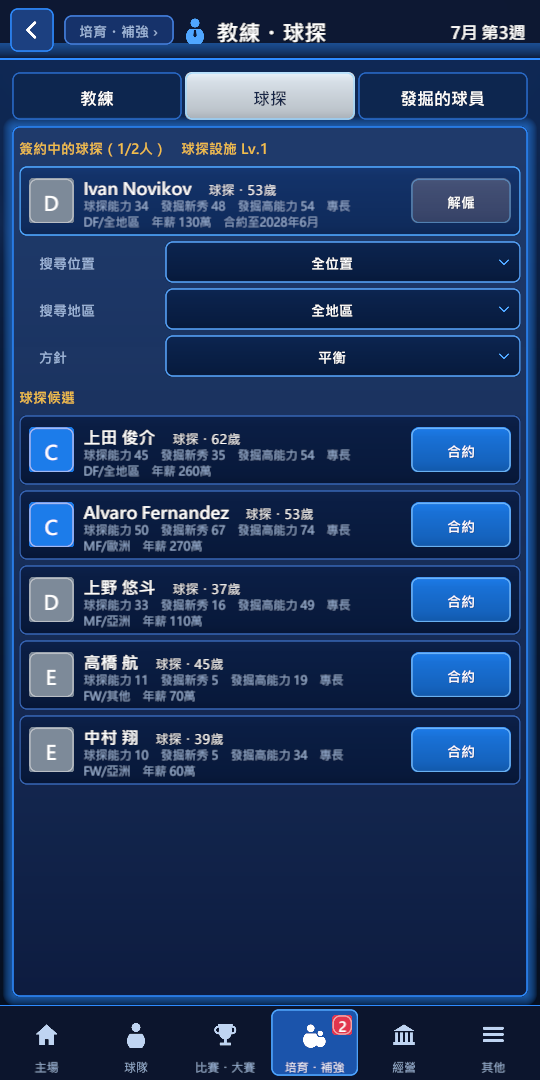 培育・補強 ›
教練・球探
7月 第3週
教練
球探
發掘的球員
簽約中的球探 ( 1/2人 )　球探設施 Lv.1
D
Ivan Novikov　球探・53歲
球探能力 34　發掘新秀 48　發掘高能力 54　專長
DF/全地區　年薪 130萬　合約至2028年6月
解僱
搜尋位置
全位置
搜尋地區
全地區
方針
平衡
球探候選
C
上田 俊介　球探・62歲
球探能力 45　發掘新秀 35　發掘高能力 54　專長
DF/全地區　年薪 260萬
合約
C
Alvaro Fernandez　球探・53歲
球探能力 50　發掘新秀 67　發掘高能力 74　專長
MF/歐洲　年薪 270萬
合約
D
上野 悠斗　球探・37歲
球探能力 33　發掘新秀 16　發掘高能力 49　專長
MF/亞洲　年薪 110萬
合約
E
高橋 航　球探・45歲
球探能力 11　發掘新秀 5　發掘高能力 19　專長
FW/其他　年薪 70萬
合約
E
中村 翔　球探・39歲
球探能力 10　發掘新秀 5　發掘高能力 34　專長
FW/亞洲　年薪 60萬
合約
2
主場
球隊
比賽・大賽
培育・補強
經營
其他